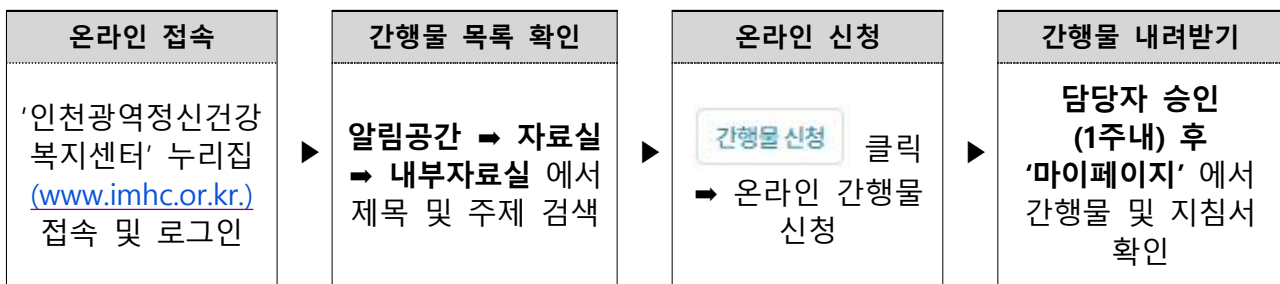 온라인 접속
'인천광역정신건강
복지센터' 누리집
(www.imhc.or.kr.)
접속 및 로그인
▶
간행물 목록 확인
알림공간 ➡ 자료실
➡ 내부자료실 에서
제목 및 주제 검색
▶
온라인 신청
간행물 신청 클릭
➡ 온라인 간행물
신청
▶
간행물 내려받기
담당자 승인
(1주내) 후
'마이페이지' 에서
간행물 및 지침서
확인